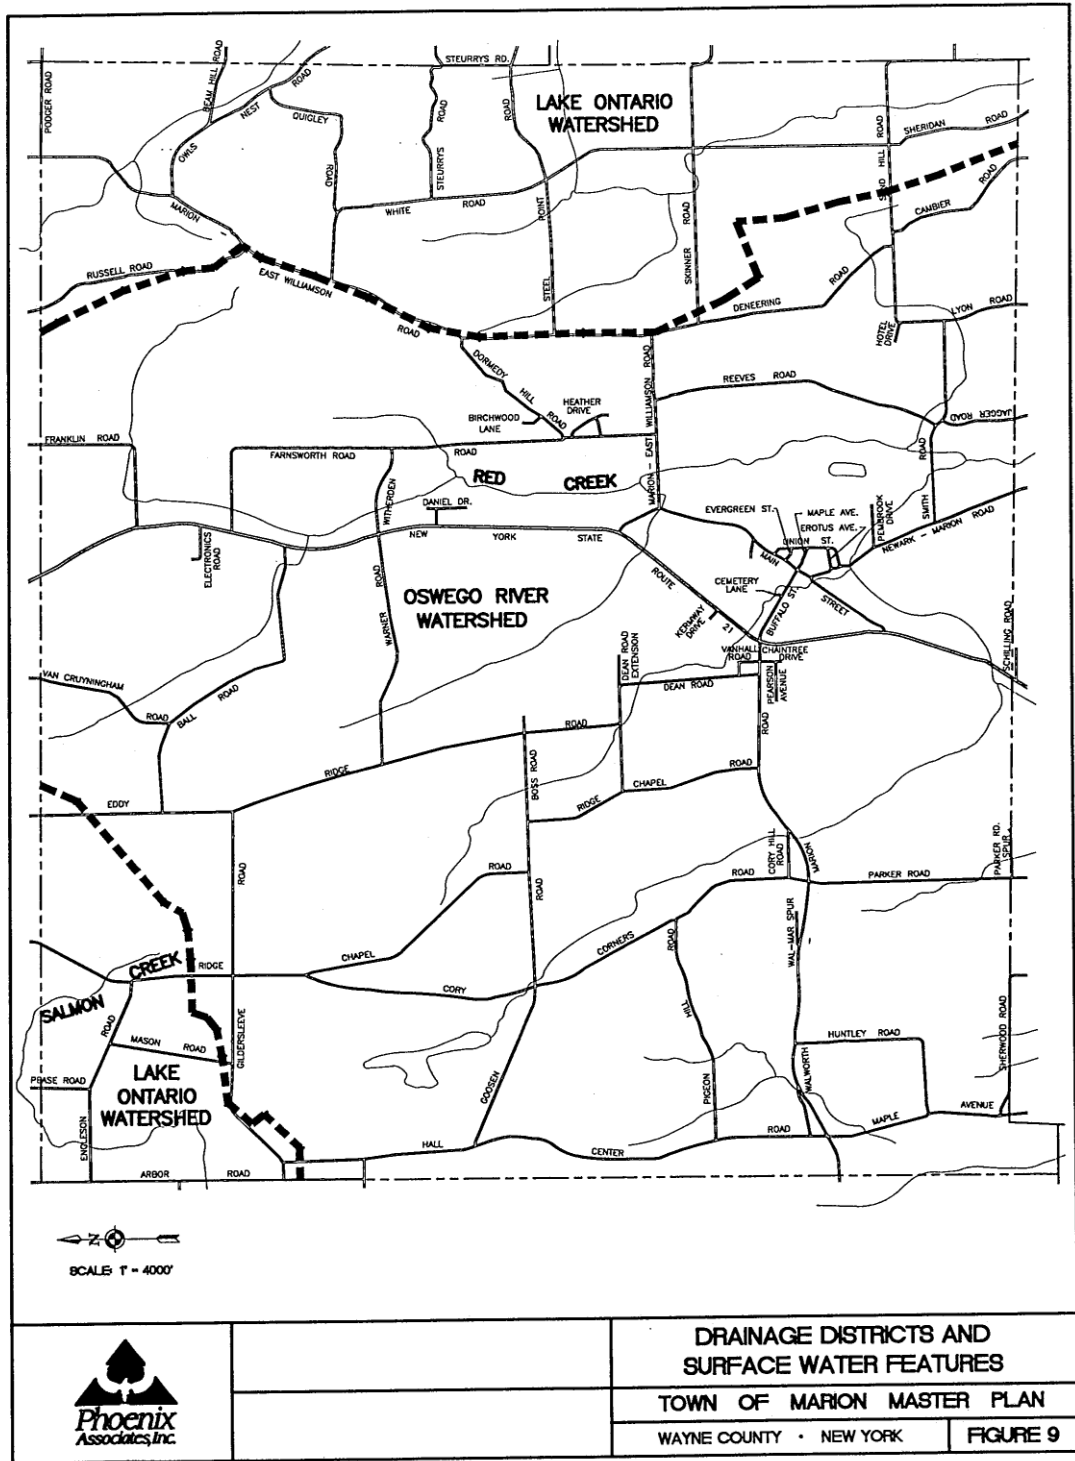 STEURRYS RD.
PODGER ROAD
BEAM HILL ROAD
OWLS
NEST
ROAD
QUIGLEY
ROAD
STEURRYS
ROAD
ROAD
LAKE ONTARIO
WATERSHED
SAND HILL ROAD
SHERIDAN ROAD
MARION
WHITE ROAD
POINT
STEEL
SKINNER ROAD
CAMBIER
ROAD
RUSSELL ROAD
EAST WILLIAMSON
ROAD
DENEERING
ROAD
LYON ROAD
HOTEL
DRIVE
DORMEDY
HILL
ROAD
MARION - EAST WILLIAMSON ROAD
REEVES ROAD
HEATHER
DRIVE
BIRCHWOOD
LANE
JAGGER ROAD
FRANKLIN ROAD
FARNSWORTH ROAD
ROAD
RED CREEK
WITHERDEN
ROAD
SMITH
ROAD
DANIEL DR.
EVERGREEN ST.
MAPLE AVE.
EROTUS AVE.
PEMBROOK
DRIVE
UNION ST.
NEWARK - MARION ROAD
NEW YORK STATE
ROUTE
21
ELECTRONICS
ROAD
MAIN
STREET
CEMETERY
LANE
BUFFALO ST.
OSWEGO RIVER
WATERSHED
WARNER
KERMWAY
DRIVE
DEAN ROAD
EXTENSION
VANHALL
ROAD
CHAINTREE
DRIVE
SCHILLING ROAD
VAN CRUYNINGHAM
ROAD
BALL
ROAD
DEAN ROAD
PEARSON
AVENUE
ROAD
ROAD
RIDGE
BOSS ROAD
RIDGE
CHAPEL
ROAD
EDDY
MARION
CORY HILL
ROAD
PARKER RD.
SPUR
ROAD
ROAD
ROAD
ROAD
PARKER ROAD
WAL-MAR SPUR
CORNERS
ROAD
CHAPEL
CREEK
RIDGE
CORY
SALMON
HILL
ROAD
MASON ROAD
GILDERSLEEVE
HUNTLEY ROAD
SHERWOOD ROAD
PEASE ROAD
LAKE
ONTARIO
WATERSHED
GOOSEN
PIGEON
WALWORTH
MAPLE
AVENUE
ENGLESON
HALL
CENTER
ROAD
ARBOR ROAD
N
SCALE: 1" = 4000'
Phoenix
Associates, Inc.
DRAINAGE DISTRICTS AND
SURFACE WATER FEATURES
TOWN OF MARION MASTER PLAN
WAYNE COUNTY · NEW YORK
FIGURE 9